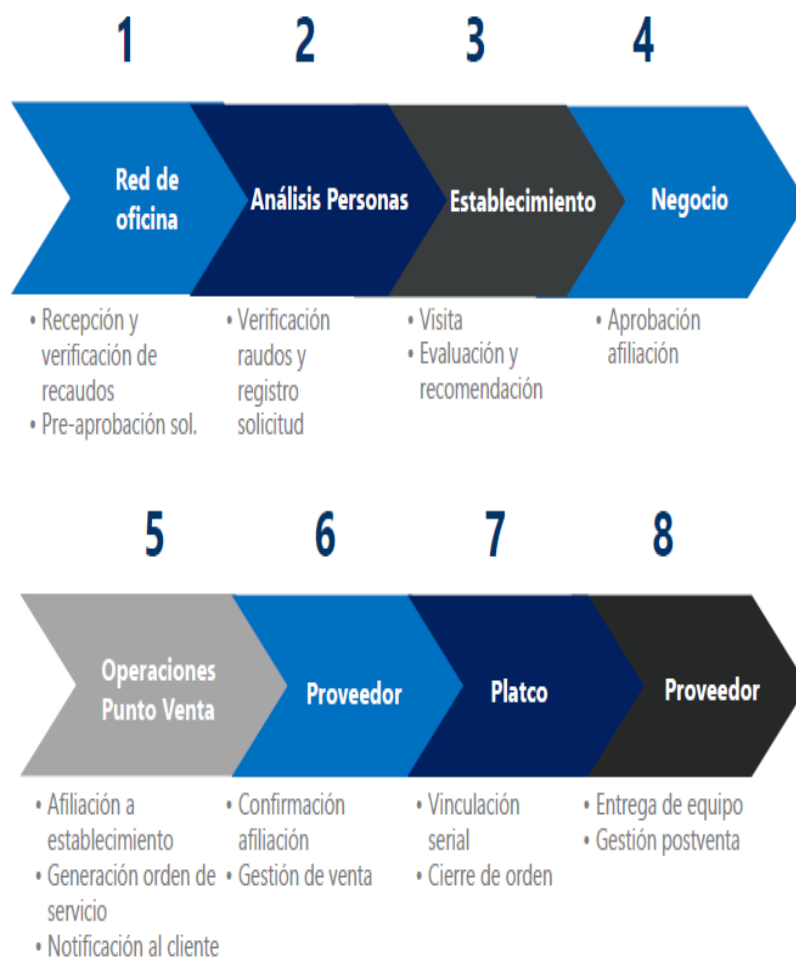 1
2
3
4
Red de
oficina
Análisis Personas
Establecimiento
Negocio
• Recepción y
verificación de
recaudos
• Pre-aprobación sol.
• Verificación
raudos y
registro
solicitud
• Visita
• Evaluación y
recomendación
• Aprobación
afiliación
5
6
7
8
Operaciones
Punto Venta
Proveedor
Platco
Proveedor
• Afiliación a
establecimiento
• Generación orden de
servicio
• Notificación al cliente
• Confirmación
afiliación
• Gestión de venta
• Vinculación
serial
• Cierre de orden
• Entrega de equipo
• Gestión postventa